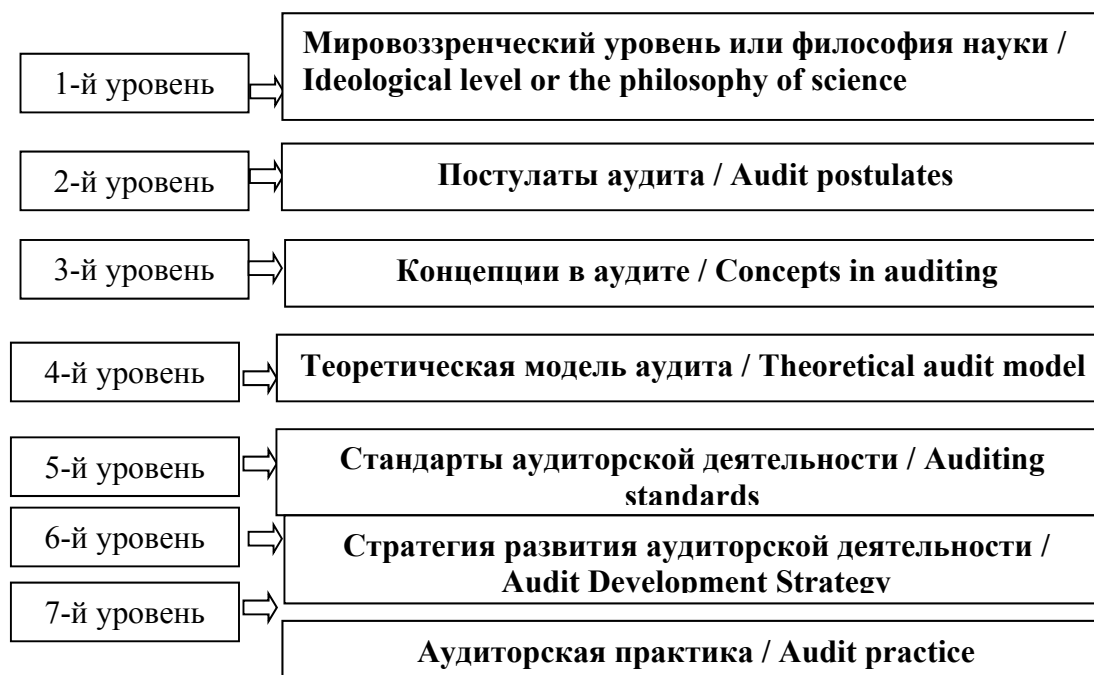 1-й уровень
Мировоззренческий уровень или философия науки /
Ideological level or the philosophy of science
2-й уровень
Постулаты аудита / Audit postulates
3-й уровень
Концепции в аудите / Concepts in auditing
4-й уровень
Теоретическая модель аудита / Theoretical audit model
5-й уровень
Стандарты аудиторской деятельности / Auditing
standards
6-й уровень
Стратегия развития аудиторской деятельности /
Audit Development Strategy
7-й уровень
Аудиторская практика / Audit practice